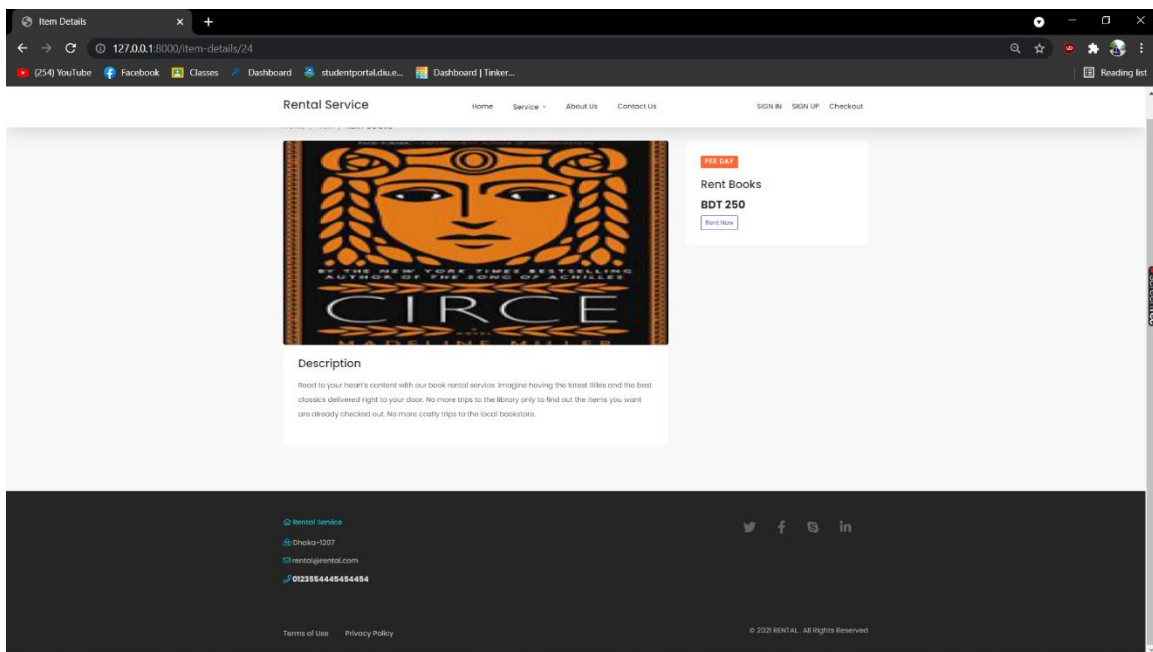 Item Details
127.0.0.1:8000/item-details/24
(254) YouTube Facebook Classes Dashboard studentportal.diu.e... Dashboard | Tinker... Reading list
Rental Service Home Service About Us Contact Us SIGN IN SIGN UP Checkout
PER DAY
Rent Books
BDT 250
Rent Now
BY THE NEW YORK TIMES BESTSELLING
AUTHOR OF THE SONG OF ACHILLES
CIRCE
MADELINE MILLER
Description
Read to your heart's content with our book rental service. Imagine having the latest titles and the best
classics delivered right to your door. No more trips to the library only to find out the items you want
are already checked out. No more costly trips to the local bookstore.
Rental Service
Dhaka-1207
rental@rental.com
0123554445454454
Terms of Use Privacy Policy
© 2021 RENTAL . All Rights Reserved